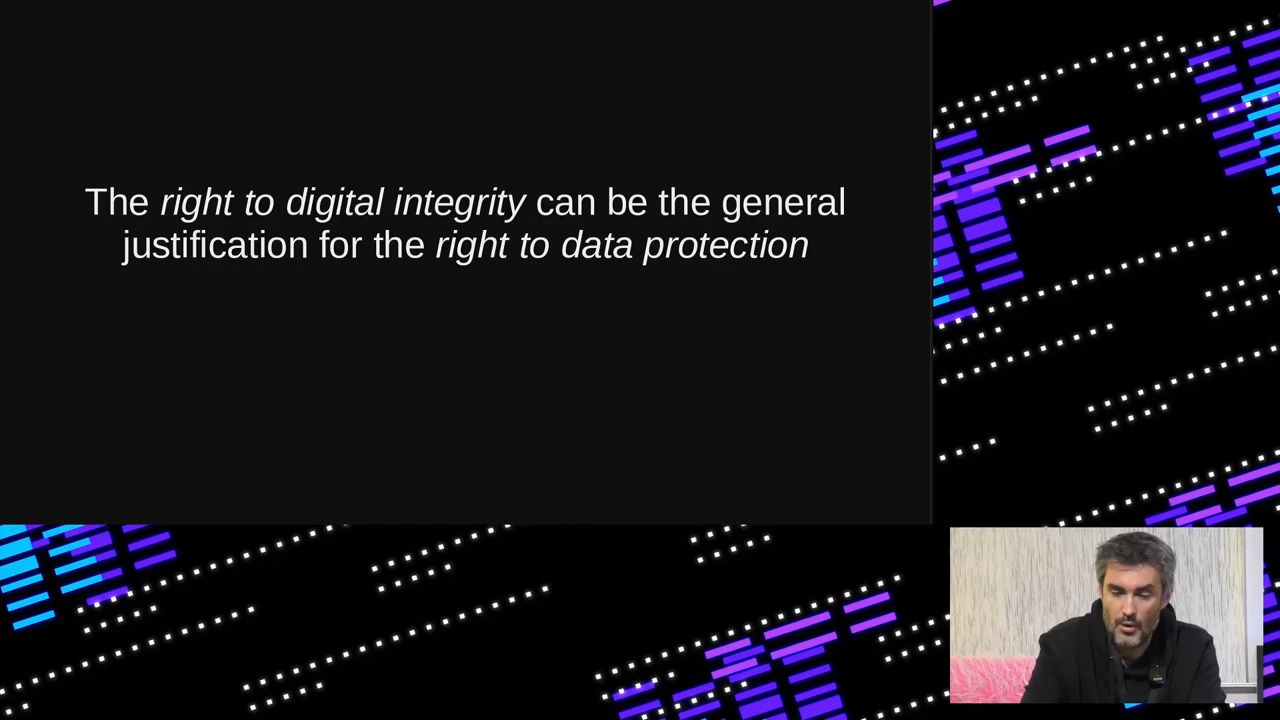 The right to digital integrity can be the general
justification for the right to data protection